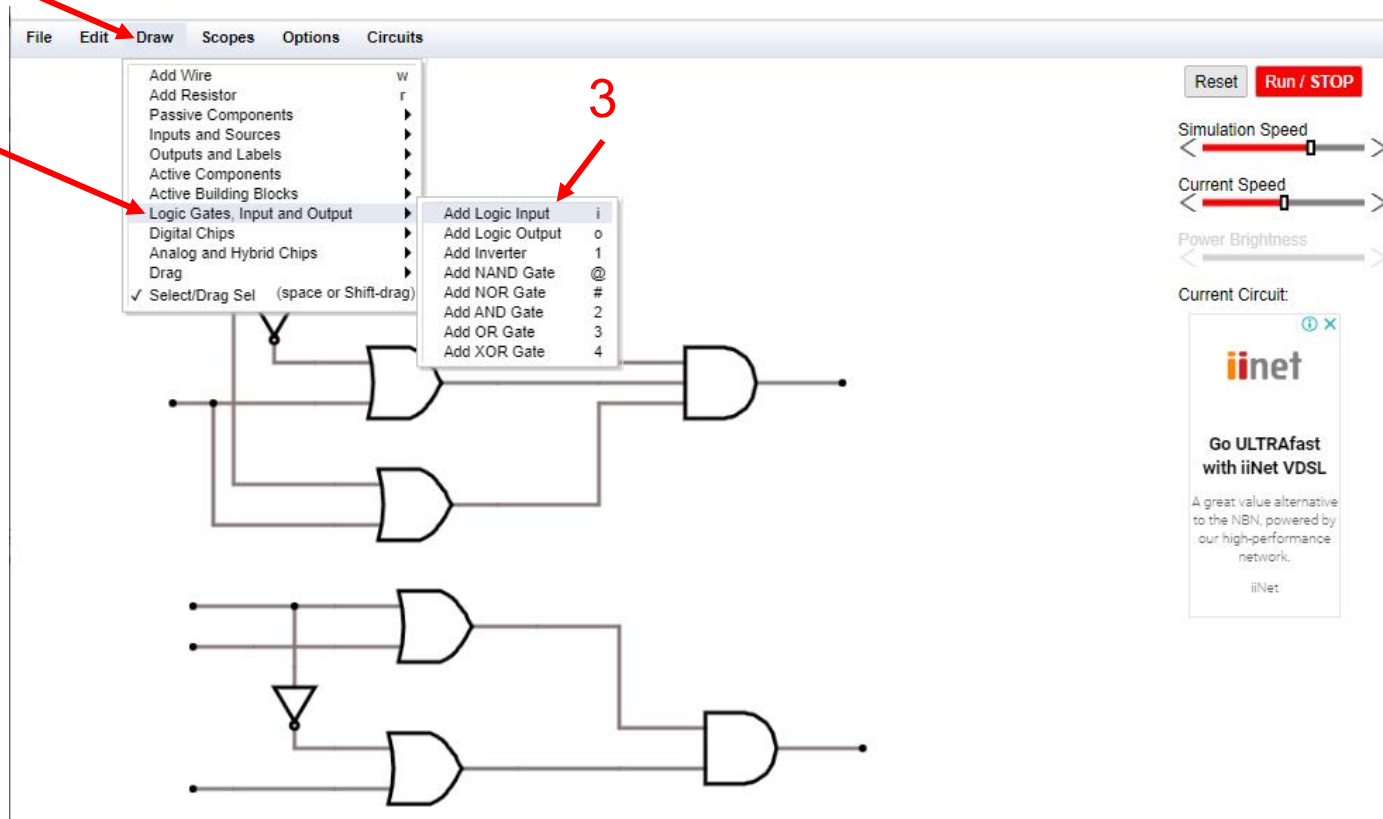 File Edit Draw Scopes Options Circuits
Add Wire w
Add Resistor r
Passive Components
Inputs and Sources
Outputs and Labels
Active Components
Active Building Blocks
Logic Gates, Input and Output
Digital Chips
Analog and Hybrid Chips
Drag
✓ Select/Drag Sel (space or Shift-drag)
3
Add Logic Input i
Add Logic Output o
Add Inverter 1
Add NAND Gate @
Add NOR Gate #
Add AND Gate 2
Add OR Gate 3
Add XOR Gate 4
Reset Run / STOP
Simulation Speed
Current Speed
Power Brightness
Current Circuit:
iinet
Go ULTRAfast
with iiNet VDSL
A great value alternative
to the NBN, powered by
our high-performance
network.
iiNet